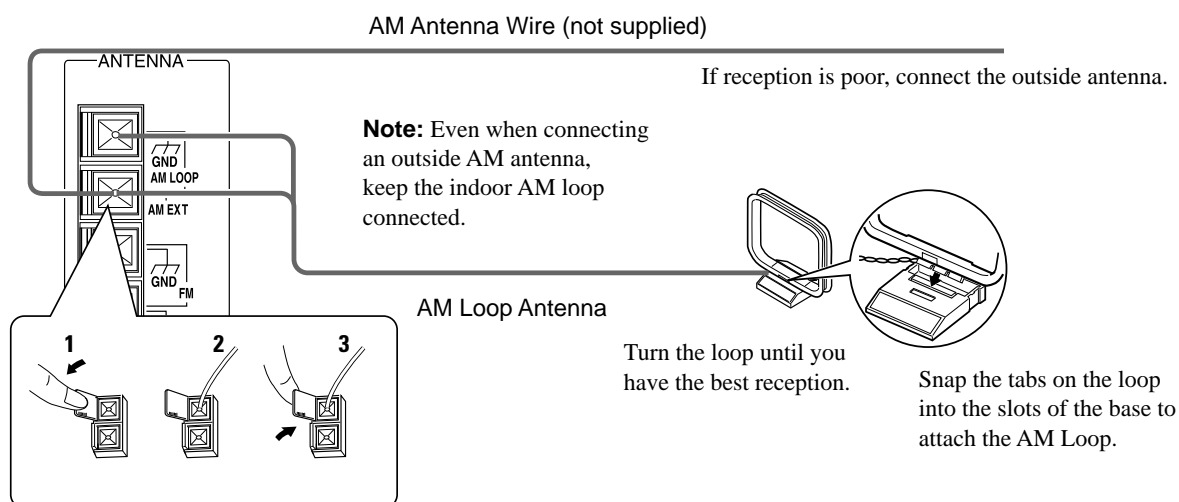 AM Antenna Wire (not supplied)
ANTENNA
If reception is poor, connect the outside antenna.
Note: Even when connecting
an outside AM antenna,
keep the indoor AM loop
connected.
GND
AM LOOP
AM EXT
GND
FM
AM Loop Antenna
1
2
3
Turn the loop until you
have the best reception.
Snap the tabs on the loop
into the slots of the base to
attach the AM Loop.